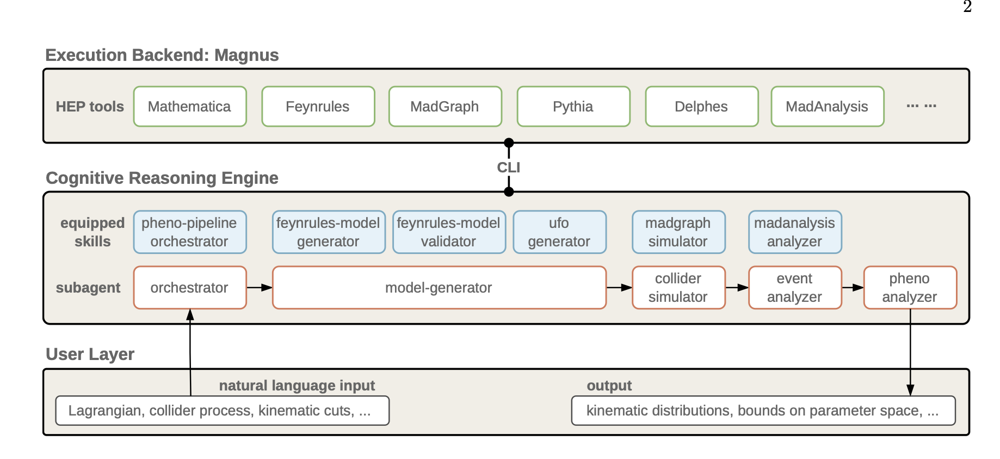 2
Execution Backend: Magnus
HEP tools
Mathematica
Feynrules
MadGraph
Pythia
Delphes
MadAnalysis
... ...
CLI
Cognitive Reasoning Engine
equipped
skills
pheno-pipeline
orchestrator
feynrules-model
generator
feynrules-model
validator
ufo
generator
madgraph
simulator
madanalysis
analyzer
subagent
orchestrator
model-generator
collider
simulator
event
analyzer
pheno
analyzer
User Layer
natural language input
Lagrangian, collider process, kinematic cuts, ...
output
kinematic distributions, bounds on parameter space, ...